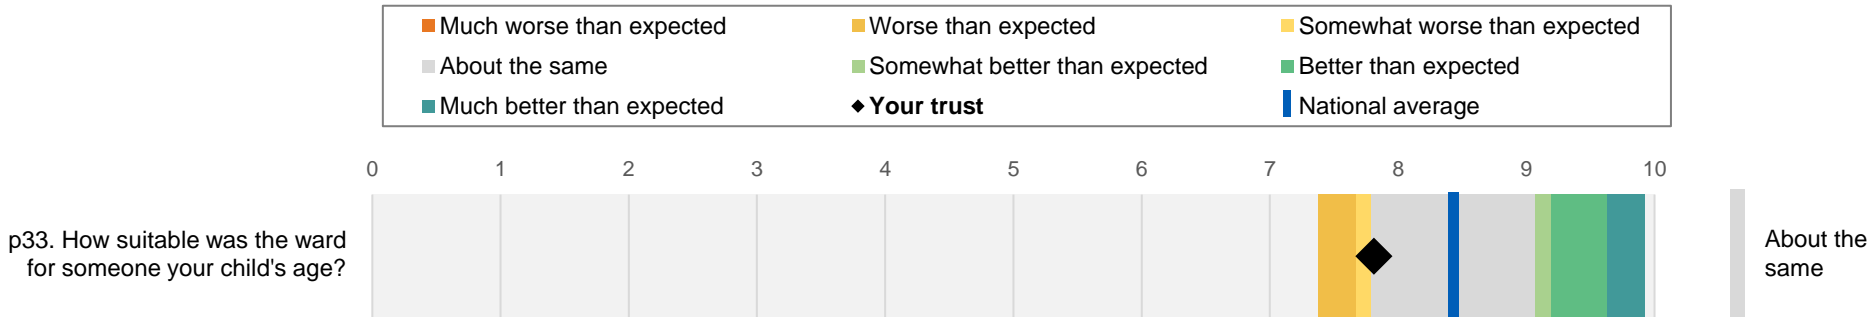 Much worse than expected
Worse than expected
Somewhat worse than expected
About the same
Somewhat better than expected
Better than expected
Much better than expected
Your trust
National average
0 1 2 3 4 5 6 7 8 9 10
p33. How suitable was the ward
for someone your child's age?
About the
same